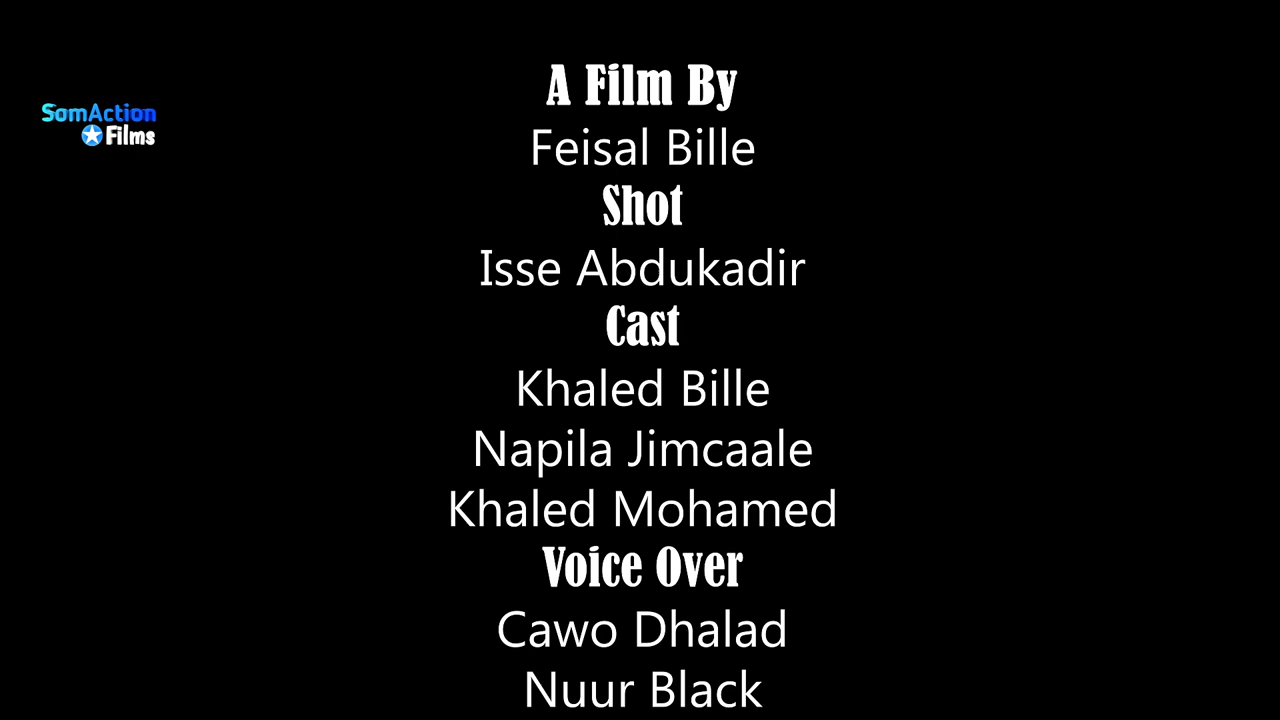 SomAction
Films
A Film By
Feisal Bille
Shot
Isse Abdukadir
Cast
Khaled Bille
Napila Jimcaale
Khaled Mohamed
Voice Over
Cawo Dhalad
Nuur Black